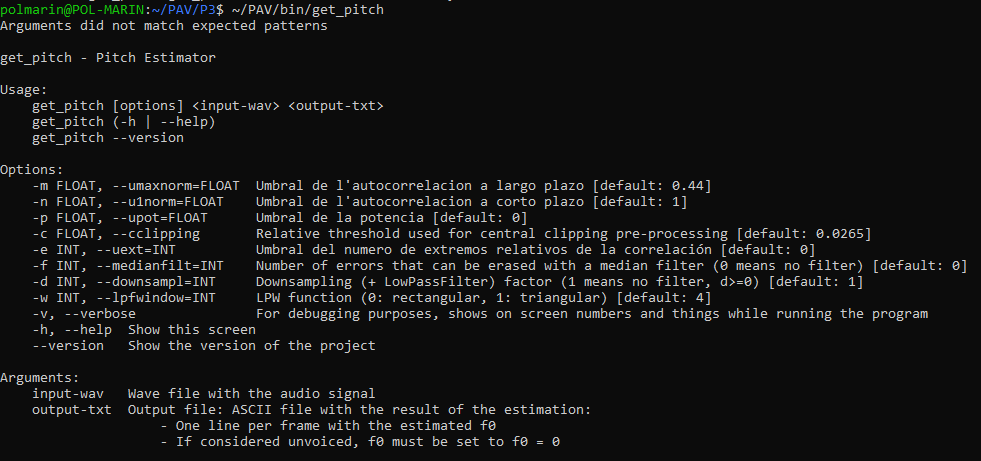 polmarin@POL-MARIN:~/PAV/P3$ ~/PAV/bin/get_pitch
Arguments did not match expected patterns

get_pitch - Pitch Estimator

Usage:
    get_pitch [options] <input-wav> <output-txt>
    get_pitch (-h | --help)
    get_pitch --version

Options:
    -m FLOAT, --umaxnorm=FLOAT  Umbral de l'autocorrelacion a largo plazo [default: 0.44]
    -n FLOAT, --u1norm=FLOAT    Umbral de l'autocorrelacion a corto plazo [default: 1]
    -p FLOAT, --upot=FLOAT      Umbral de la potencia [default: 0]
    -c FLOAT, --cclipping       Relative threshold used for central clipping pre-processing [default: 0.0265]
    -e INT, --uext=INT          Umbral del numero de extremos relativos de la correlación [default: 0]
    -f INT, --medianfilt=INT    Number of errors that can be erased with a median filter (0 means no filter) [default: 0]
    -d INT, --downsampl=INT     Downsampling (+ LowPassFilter) factor (1 means no filter, d>=0) [default: 1]
    -w INT, --lpfwindow=INT     LPW function (0: rectangular, 1: triangular) [default: 4]
    -v, --verbose               For debugging purposes, shows on screen numbers and things while running the program
    -h, --help  Show this screen
    --version   Show the version of the project

Arguments:
    input-wav   Wave file with the audio signal
    output-txt  Output file: ASCII file with the result of the estimation:
                    - One line per frame with the estimated f0
                    - If considered unvoiced, f0 must be set to f0 = 0